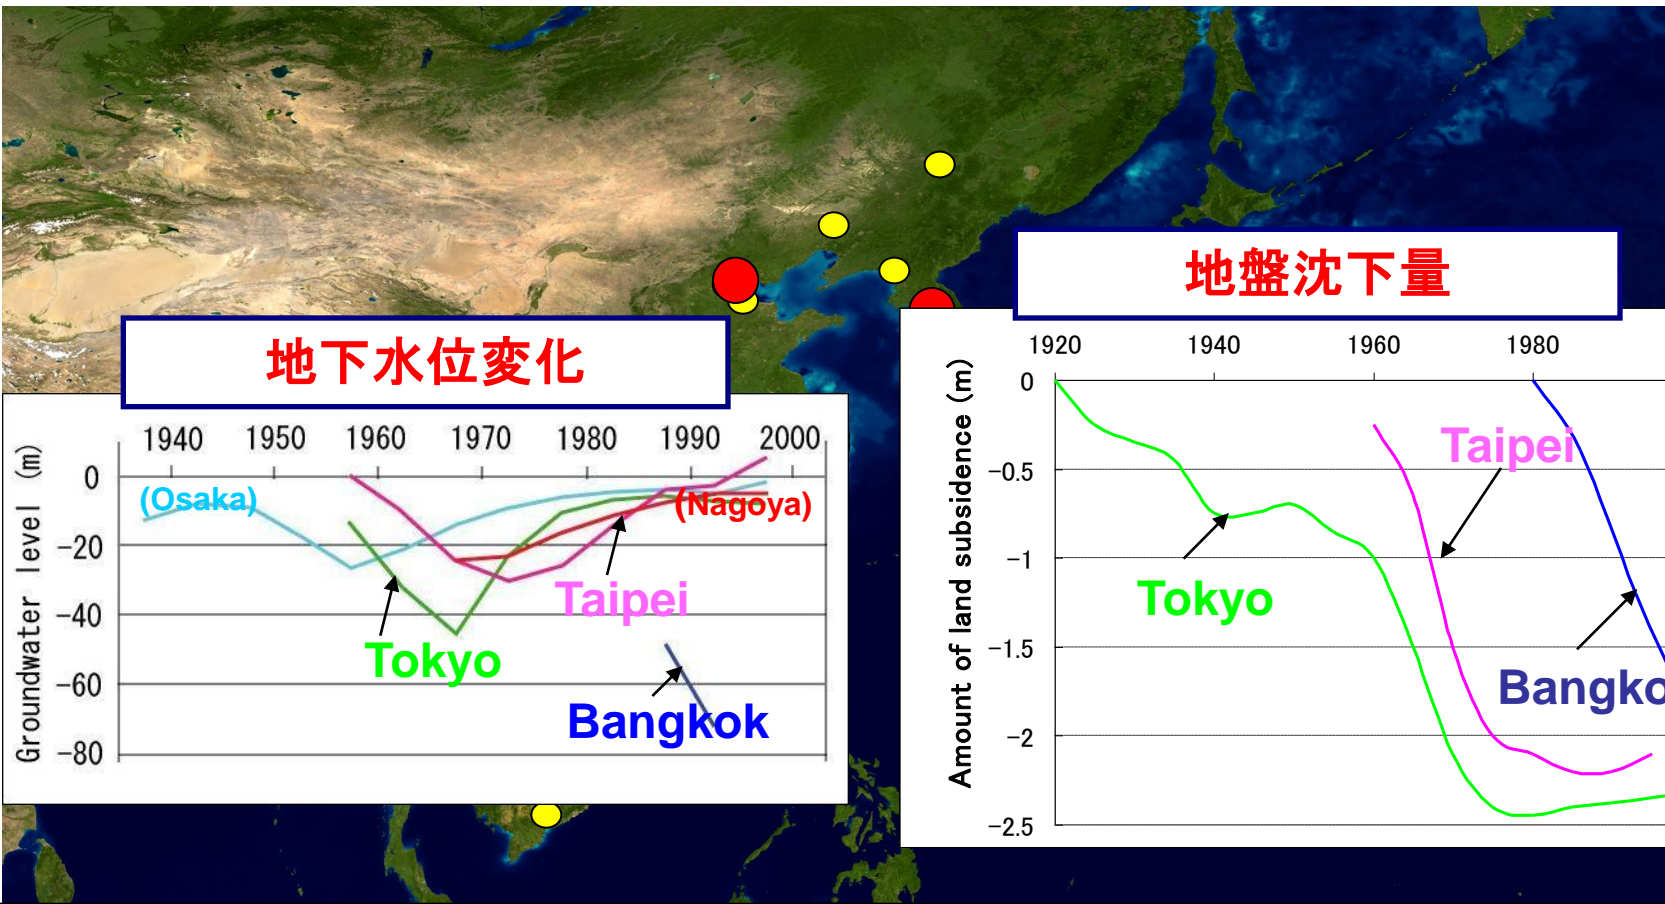 地下水位変化
1940 1950 1960 1970 1980 1990 2000
Groundwater level (m)
0
-20
-40
-60
-80
(Osaka)
(Nagoya)
Taipei
Tokyo
Bangkok
地盤沈下量
1920 1940 1960 1980
Amount of land subsidence (m)
0
-0.5
-1
-1.5
-2
-2.5
Taipei
Tokyo
Bangko